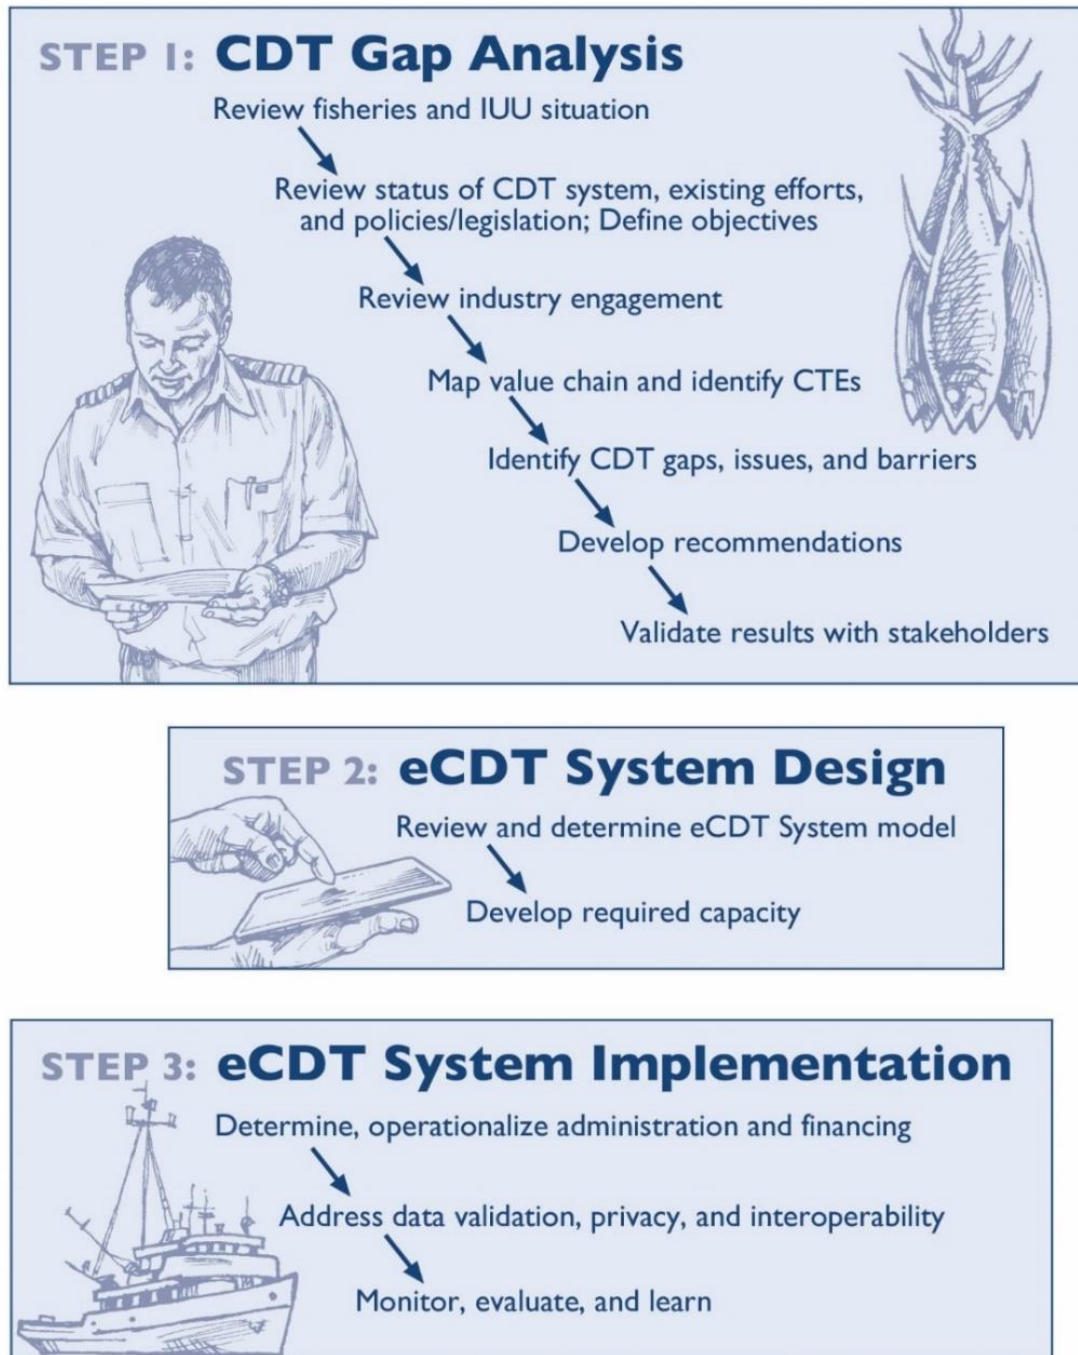 STEP 1: CDT Gap Analysis
Review fisheries and IUU situation
Review status of CDT system, existing efforts,
and policies/legislation; Define objectives
Review industry engagement
Map value chain and identify CTEs
Identify CDT gaps, issues, and barriers
Develop recommendations
Validate results with stakeholders
STEP 2: eCDT System Design
Review and determine eCDT System model
Develop required capacity
STEP 3: eCDT System Implementation
Determine, operationalize administration and financing
Address data validation, privacy, and interoperability
Monitor, evaluate, and learn